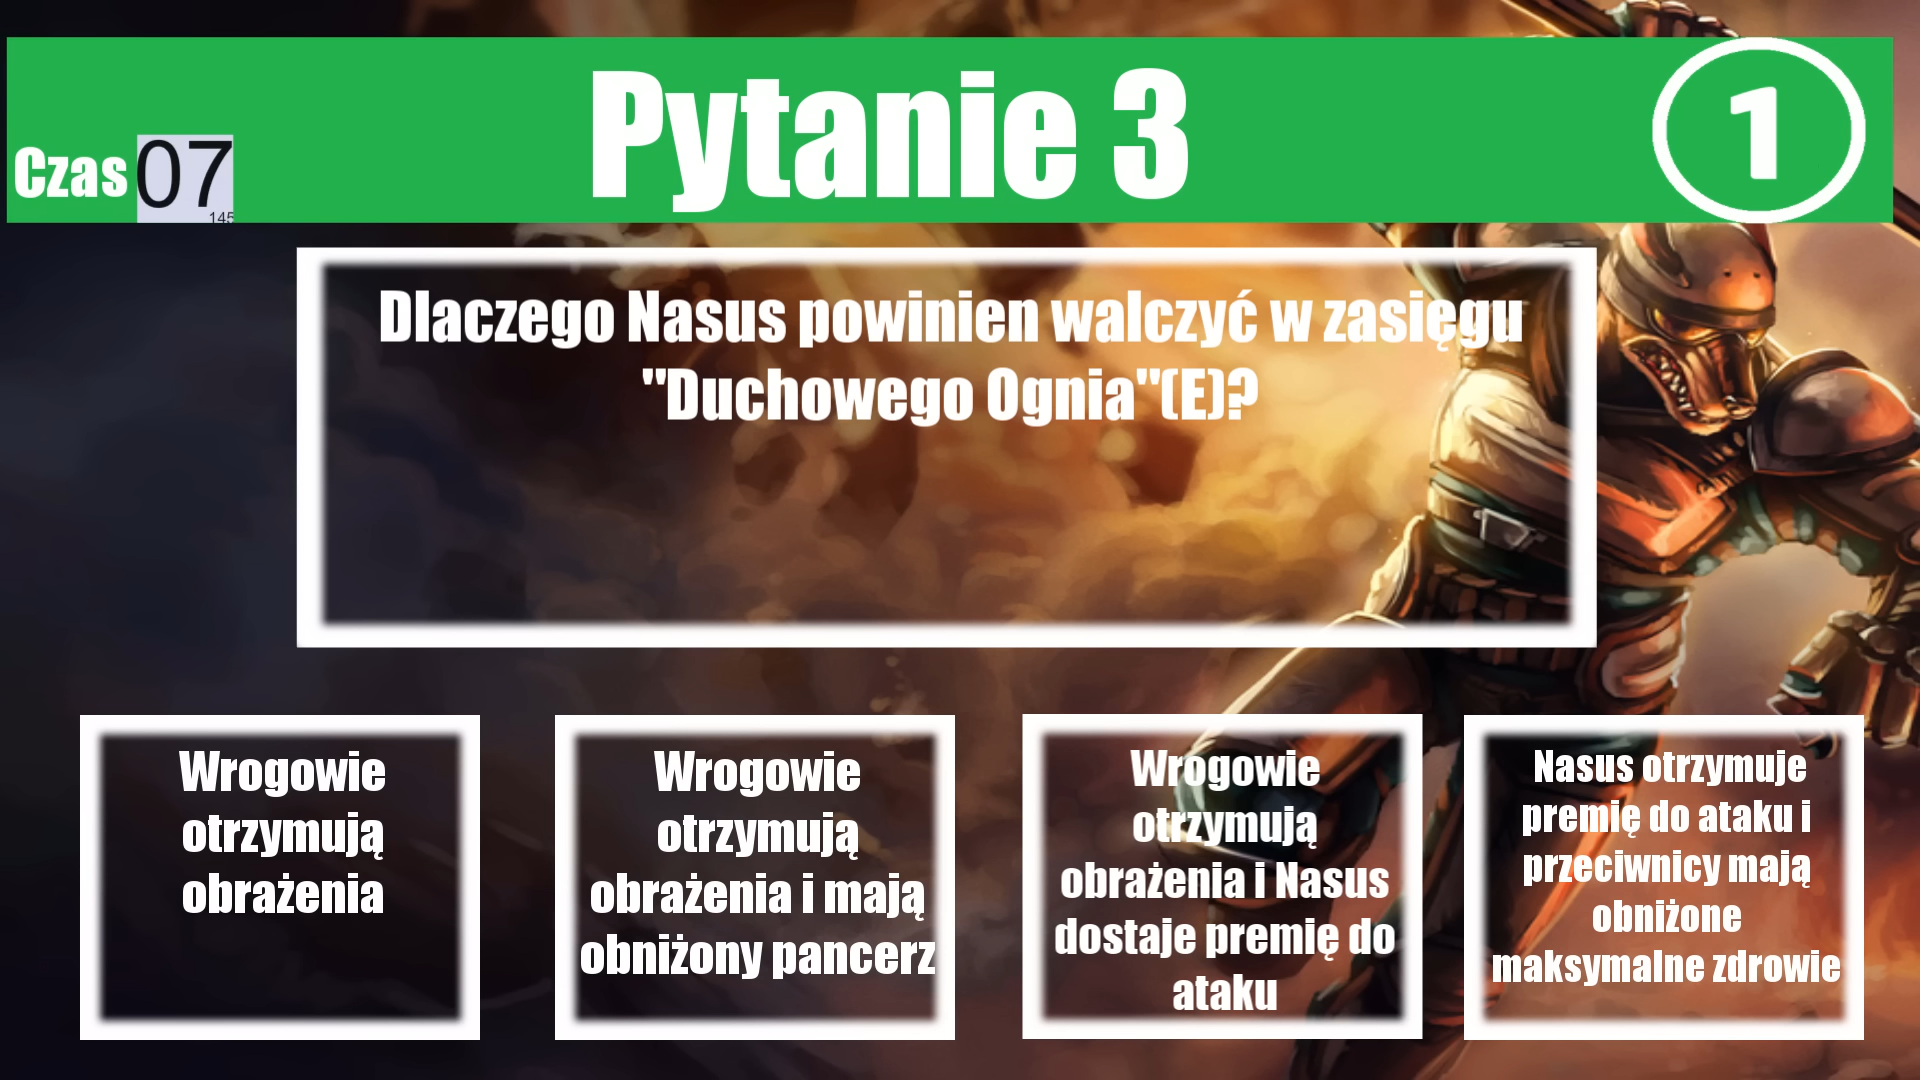 Pytanie 3
1
Czas 07
145
Dlaczego Nasus powinien walczyć w zasięgu
"Duchowego Ognia"(E)?
Wrogowie
otrzymują
obrażenia
Wrogowie
otrzymują
obrażenia i mają
obniżony pancerz
Wrogowie
otrzymują
obrażenia i Nasus
dostaje premię do
ataku
Nasus otrzymuje
premię do ataku i
przeciwnicy mają
obniżone
maksymalne zdrowie